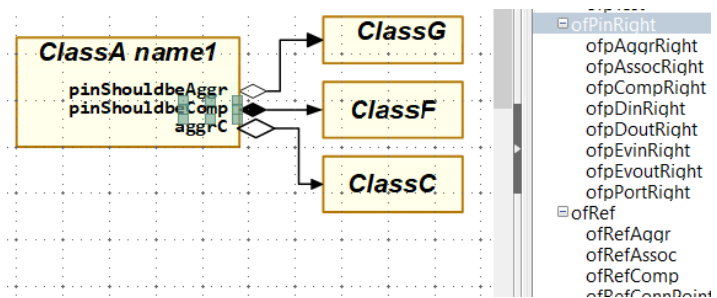 ClassA name1
pinShouldbeAggr
pinShouldbeComp
aggrC
ClassG
ClassF
ClassC
ofPinRight
ofpAggrRight
ofpAssocRight
ofpCompRight
ofpDinRight
ofpDoutRight
ofpEvinRight
ofpEvoutRight
ofpPortRight
ofRef
ofRefAggr
ofRefAssoc
ofRefComp
ofRefConnPoint